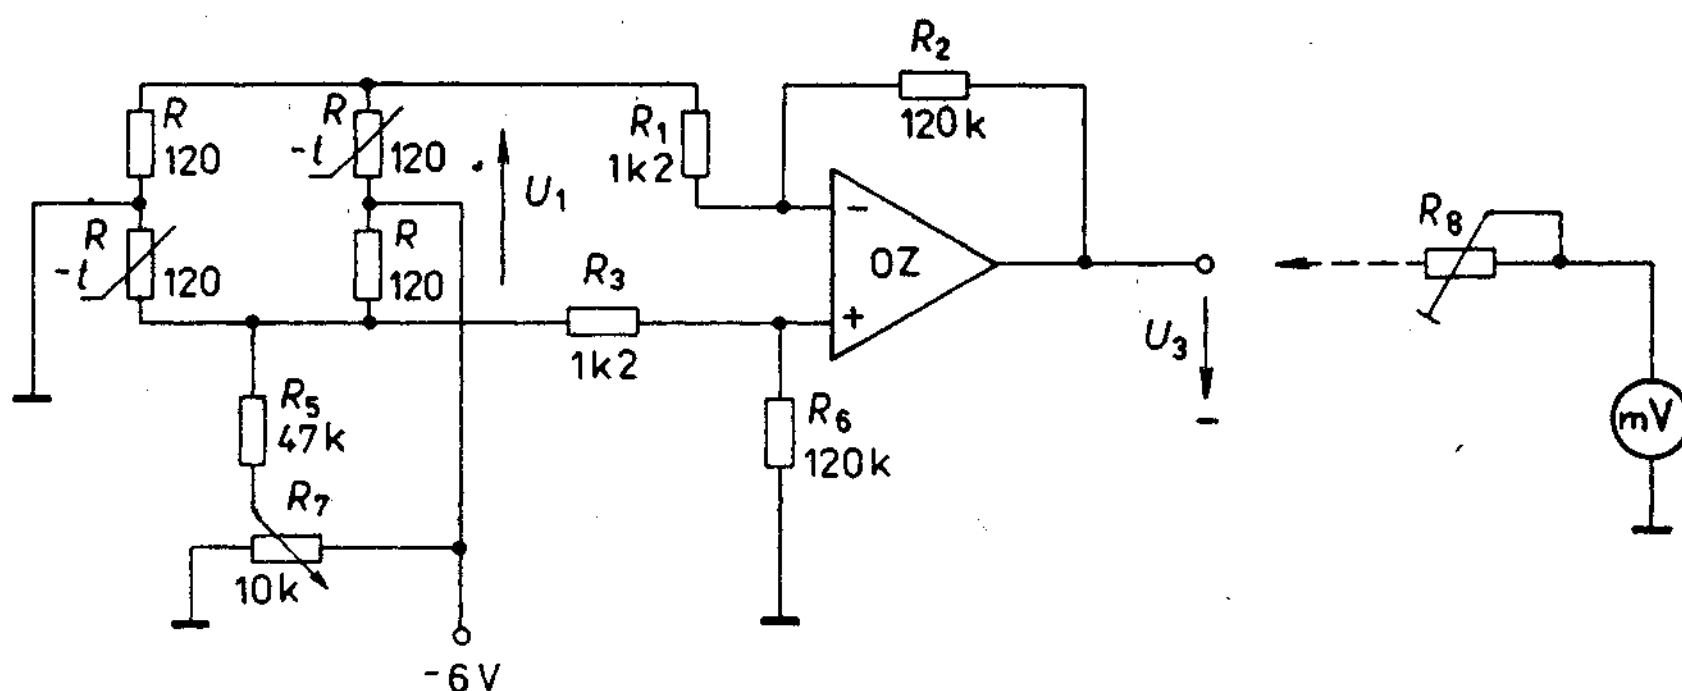 R
120
R
-t
120
R
-t
120
R
120
U₁
R₁
1k2
R₂
120k
-
OZ
+
R₃
1k2
R₅
47k
R₇
10k
R₆
120k
-6V
U₃
-
R₈
mV